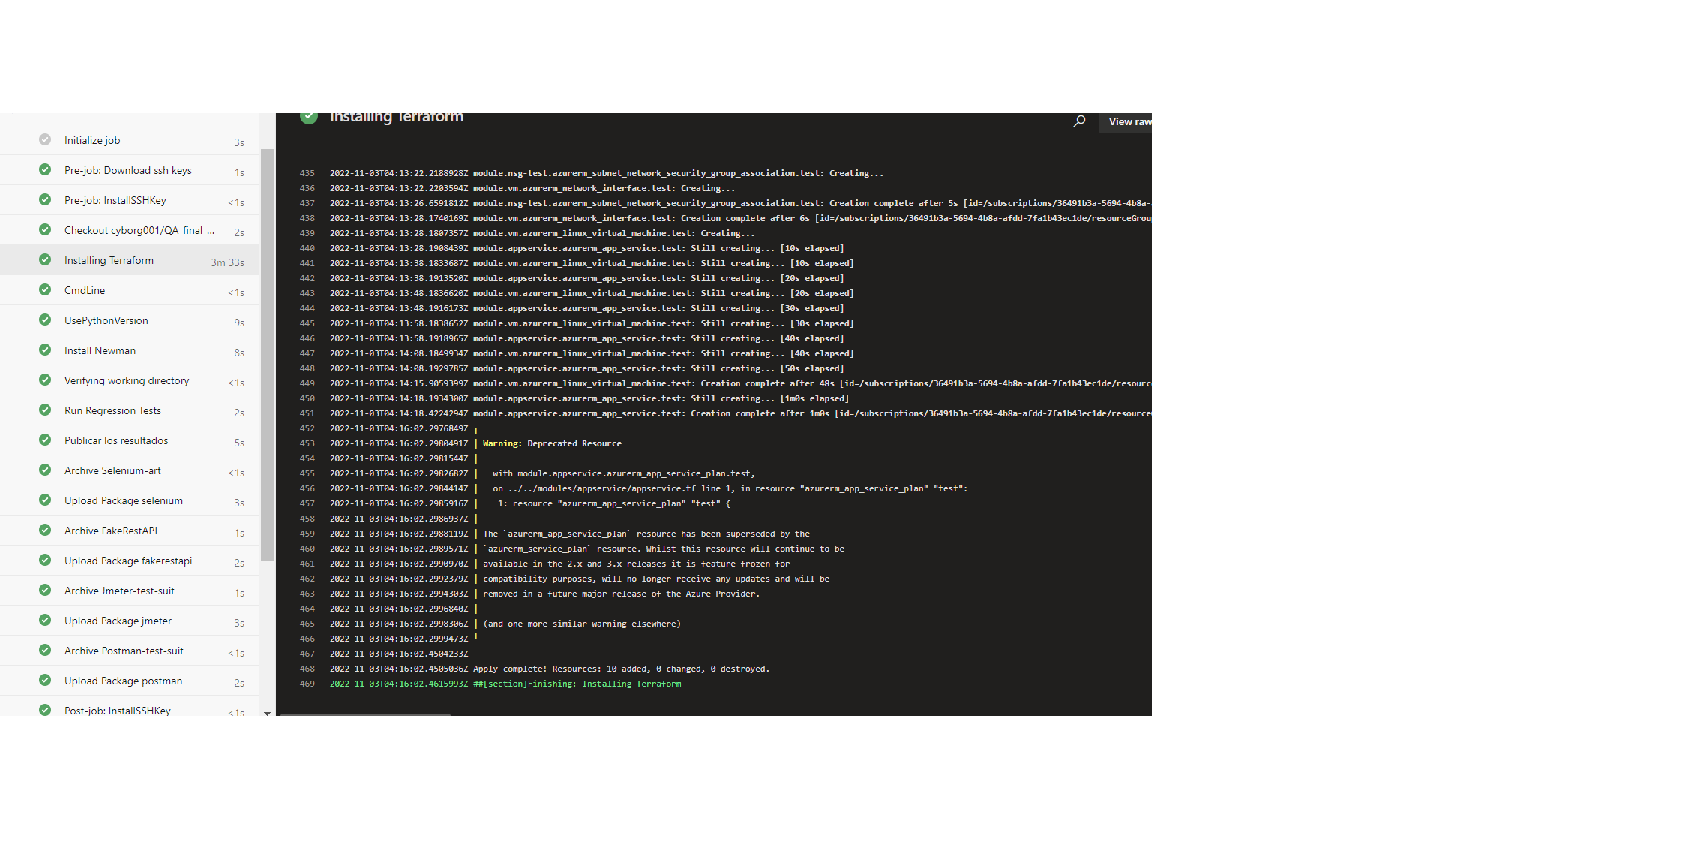 Initialize job 3s
Pre-job: Download ssh keys 1s
Pre-job: InstallSSHKey <1s
Checkout cyborg001/QA-final-... 2s
Installing Terraform 3m 33s
CmdLine <1s
UsePythonVersion 9s
Install Newman 8s
Verifying working directory <1s
Run Regression Tests 2s
Publicar los resultados 5s
Archive Selenium-art <1s
Upload Package selenium 3s
Archive FakeRestAPI 1s
Upload Package fakerestapi 2s
Archive Jmeter-test-suit 1s
Upload Package jmeter 3s
Archive Postman-test-suit <1s
Upload Package postman 2s
Post-job: InstallSSHKey <1s
Installing Terraform
View raw
435 2022-11-03T04:13:22.2188928Z module.nsg-test.azurerm_subnet_network_security_group_association.test: Creating...
436 2022-11-03T04:13:22.2203594Z module.vm.azurerm_network_interface.test: Creating...
437 2022-11-03T04:13:26.6591812Z module.nsg-test.azurerm_subnet_network_security_group_association.test: Creation complete after 5s [id=/subscriptions/36491b3a-5694-4b8a-
438 2022-11-03T04:13:28.1740169Z module.vm.azurerm_network_interface.test: Creation complete after 6s [id=/subscriptions/36491b3a-5694-4b8a-afdd-7fa1b43ec1de/resourceGrou
439 2022-11-03T04:13:28.1807357Z module.vm.azurerm_linux_virtual_machine.test: Creating...
440 2022-11-03T04:13:28.1908439Z module.appservice.azurerm_app_service.test: Still creating... [10s elapsed]
441 2022-11-03T04:13:38.1833687Z module.vm.azurerm_linux_virtual_machine.test: Still creating... [10s elapsed]
442 2022-11-03T04:13:38.1913520Z module.appservice.azurerm_app_service.test: Still creating... [20s elapsed]
443 2022-11-03T04:13:48.1836620Z module.vm.azurerm_linux_virtual_machine.test: Still creating... [20s elapsed]
444 2022-11-03T04:13:48.1916173Z module.appservice.azurerm_app_service.test: Still creating... [30s elapsed]
445 2022-11-03T04:13:58.1838652Z module.vm.azurerm_linux_virtual_machine.test: Still creating... [30s elapsed]
446 2022-11-03T04:13:58.1918965Z module.appservice.azurerm_app_service.test: Still creating... [40s elapsed]
447 2022-11-03T04:14:08.1849934Z module.vm.azurerm_linux_virtual_machine.test: Still creating... [40s elapsed]
448 2022-11-03T04:14:08.1929785Z module.appservice.azurerm_app_service.test: Still creating... [50s elapsed]
449 2022-11-03T04:14:15.9059399Z module.vm.azurerm_linux_virtual_machine.test: Creation complete after 48s [id=/subscriptions/36491b3a-5694-4b8a-afdd-7fa1b43ec1de/resource
450 2022-11-03T04:14:18.1934300Z module.appservice.azurerm_app_service.test: Still creating... [1m0s elapsed]
451 2022-11-03T04:14:18.4224294Z module.appservice.azurerm_app_service.test: Creation complete after 1m0s [id=/subscriptions/36491b3a-5694-4b8a-afdd-7fa1b43ec1de/resource
452 2022-11-03T04:16:02.2976849Z
453 2022-11-03T04:16:02.2980491Z | Warning: Deprecated Resource
454 2022-11-03T04:16:02.2981544Z |
455 2022-11-03T04:16:02.2982682Z | with module.appservice.azurerm_app_service_plan.test,
456 2022-11-03T04:16:02.2984414Z | on ../../modules/appservice/appservice.tf line 1, in resource "azurerm_app_service_plan" "test":
457 2022-11-03T04:16:02.2985916Z | 1: resource "azurerm_app_service_plan" "test" {
458 2022-11-03T04:16:02.2986937Z |
459 2022-11-03T04:16:02.2988119Z | The `azurerm_app_service_plan` resource has been superseded by the
460 2022-11-03T04:16:02.2989571Z | `azurerm_service_plan` resource. Whilst this resource will continue to be
461 2022-11-03T04:16:02.2990970Z | available in the 2.x and 3.x releases it is feature frozen for
462 2022-11-03T04:16:02.2992379Z | compatibility purposes, will no longer receive any updates and will be
463 2022-11-03T04:16:02.2994303Z | removed in a future major release of the Azure Provider.
464 2022-11-03T04:16:02.2996840Z |
465 2022-11-03T04:16:02.2998306Z | (and one more similar warning elsewhere)
466 2022-11-03T04:16:02.2999473Z
467 2022-11-03T04:16:02.4504233Z
468 2022-11-03T04:16:02.4505036Z Apply complete! Resources: 10 added, 0 changed, 0 destroyed.
469 2022-11-03T04:16:02.4615993Z ##[section]Finishing: Installing Terraform